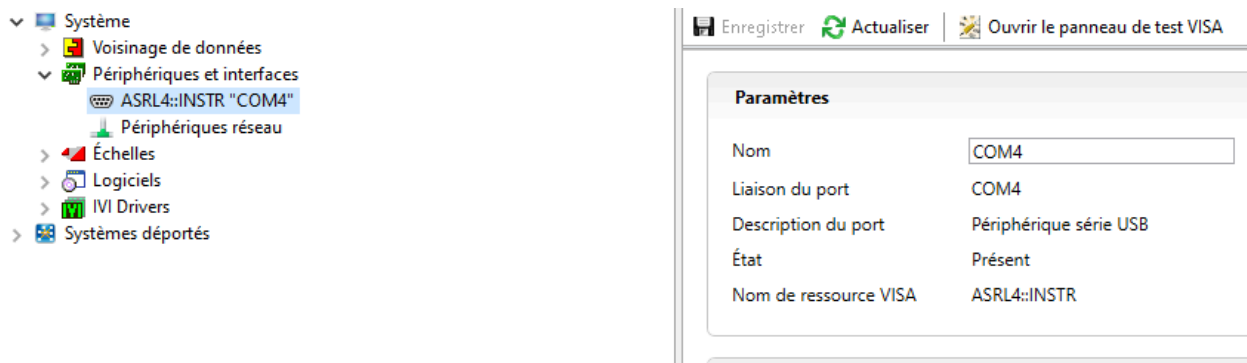 Système
Voisinage de données
Périphériques et interfaces
ASRL4::INSTR "COM4"
Périphériques réseau
Échelles
Logiciels
IVI Drivers
Systèmes déportés
Enregistrer Actualiser Ouvrir le panneau de test VISA
Paramètres
Nom COM4
Liaison du port COM4
Description du port Périphérique série USB
État Présent
Nom de ressource VISA ASRL4::INSTR